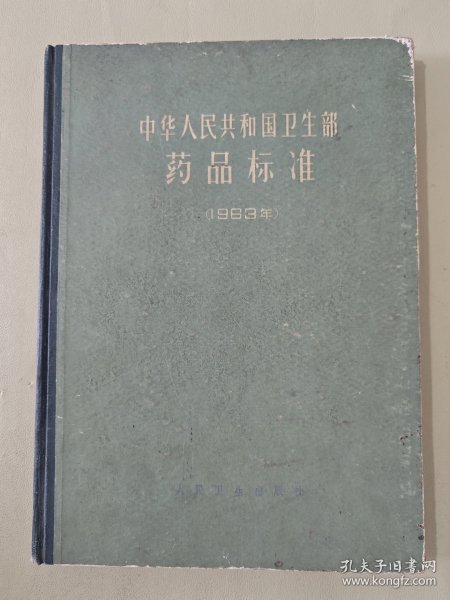 中华人民共和国卫生部
药品标准
(1963年)
人民卫生出版社
孔夫子旧书网
www.kongfz.com